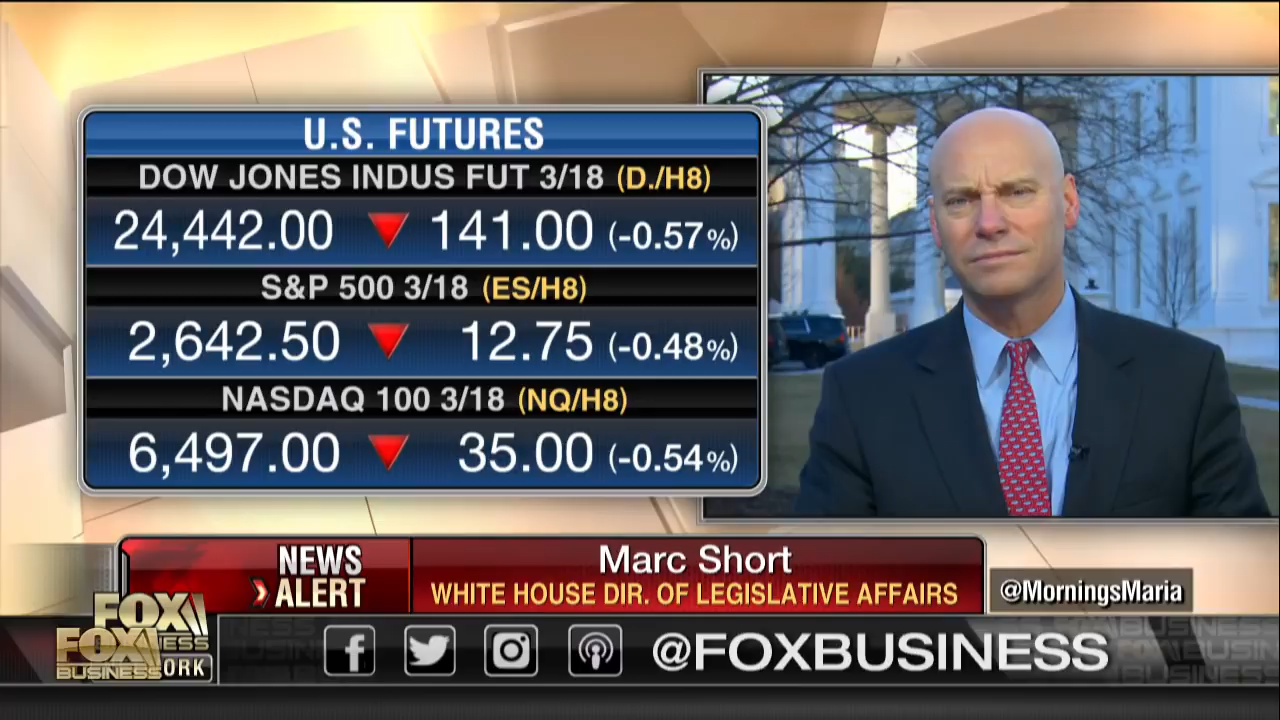 U.S. FUTURES
DOW JONES INDUS FUT 3/18 (D./H8)
24,442.00 ▼ 141.00 (-0.57%)
S&P 500 3/18 (ES/H8)
2,642.50 ▼ 12.75 (-0.48%)
NASDAQ 100 3/18 (NQ/H8)
6,497.00 ▼ 35.00 (-0.54%)
NEWS
ALERT
Marc Short
WHITE HOUSE DIR. OF LEGISLATIVE AFFAIRS
@MorningsMaria
FOX
FOX
BUSINESS
@FOXBUSINESS